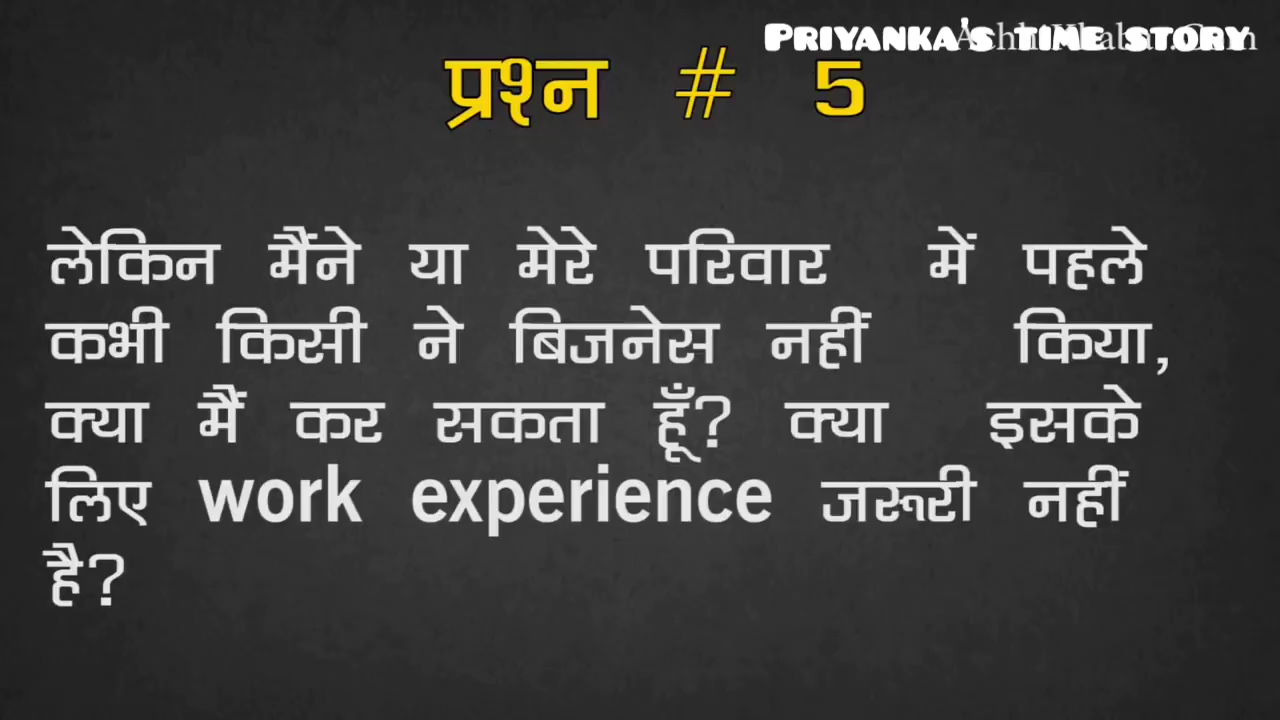 PRIYANKA'S TIME STORY
प्रश्न # 5
लेकिन मैंने या मेरे परिवार में पहले
कभी किसी ने बिजनेस नहीं किया,
क्या मैं कर सकता हूँ? क्या इसके
लिए work experience जरूरी नहीं
है?